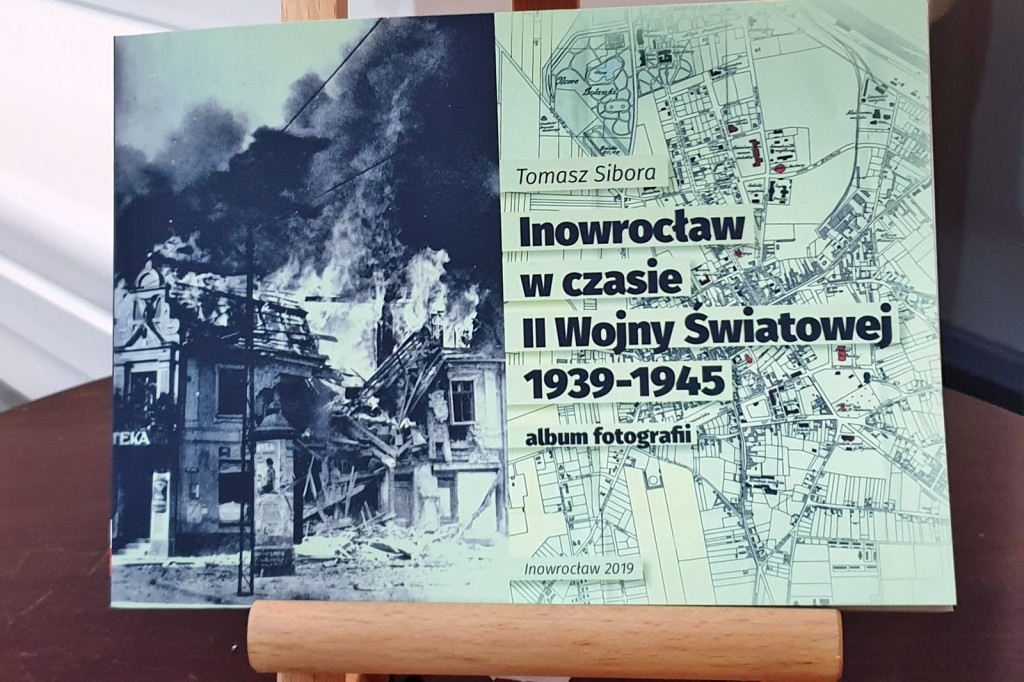 Tomasz Sibora
Inowrocław
w czasie
II Wojny Światowej
1939-1945
album fotografii
Inowrocław 2019
TEKA